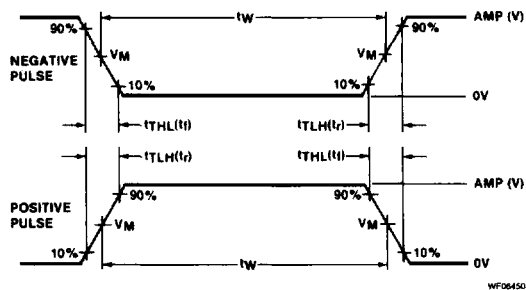 tW
90%
90%
AMP (V)
NEGATIVE
PULSE
VM
VM
10%
10%
0V
tTHL(tf)
tTLH(tr)
tTLH(tr)
tTHL(tf)
AMP (V)
POSITIVE
PULSE
90%
90%
VM
VM
10%
10%
0V
tW
WF06450